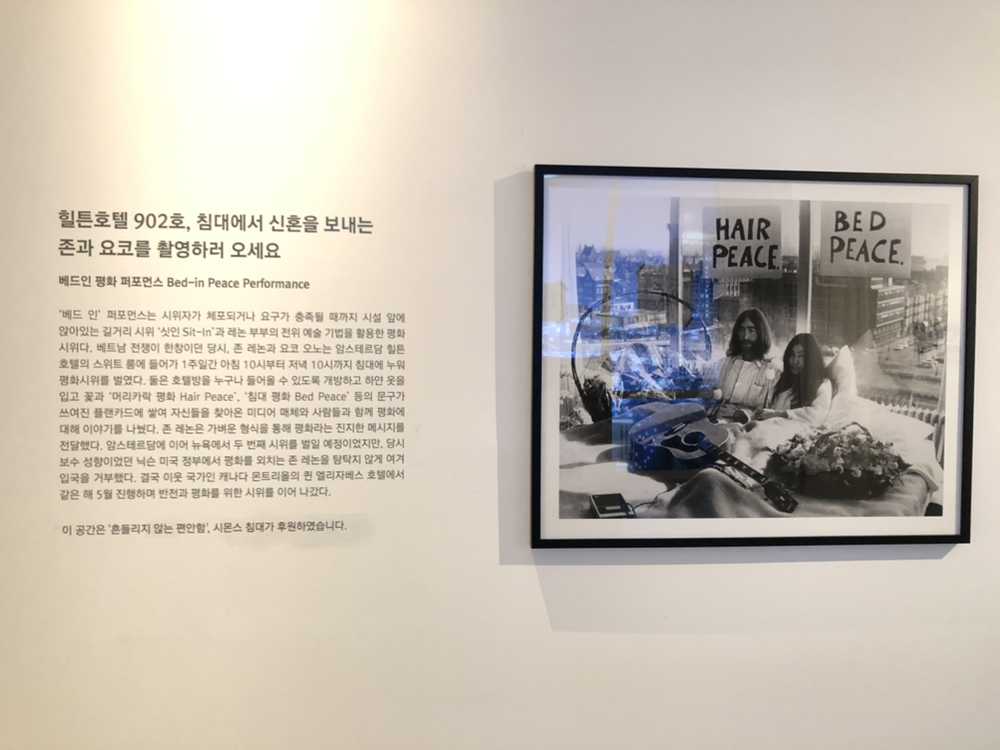 힐튼호텔 902호, 침대에서 신혼을 보내는
존과 요코를 촬영하러 오세요
베드인 평화 퍼포먼스 Bed-in Peace Performance
'베드 인' 퍼포먼스는 시위자가 체포되거나 요구가 충족될 때까지 시설 앞에
앉아있는 길거리 시위 '싯인 Sit-In'과 레논 부부의 전위 예술 기법을 활용한 평화
시위다. 베트남 전쟁이 한창이던 당시, 존 레논과 요코 오노는 암스테르담 힐튼
호텔의 스위트 룸에 들어가 1주일간 아침 10시부터 저녁 10시까지 침대에 누워
평화시위를 벌였다. 둘은 호텔방을 누구나 들어올 수 있도록 개방하고 하얀 옷을
입고 꽃과 '머리카락 평화 Hair Peace', '침대 평화 Bed Peace' 등의 문구가
쓰여진 플랜카드에 쌓여 자신들을 찾아온 미디어 매체와 사람들과 함께 평화에
대해 이야기를 나눴다. 존 레논은 가벼운 형식을 통해 평화라는 진지한 메시지를
전달했다. 암스테르담에 이어 뉴욕에서 두 번째 시위를 벌일 예정이었지만, 당시
보수 성향이었던 닉슨 미국 정부에서 평화를 외치는 존 레논을 탐탁지 않게 여겨
입국을 거부했다. 결국 이웃 국가인 캐나다 몬트리올의 퀸 엘리자베스 호텔에서
같은 해 5월 진행하며 반전과 평화를 위한 시위를 이어 나갔다.
이 공간은 '흔들리지 않는 편안함', 시몬스 침대가 후원하였습니다.
HAIR
PEACE.
BED
PEACE.